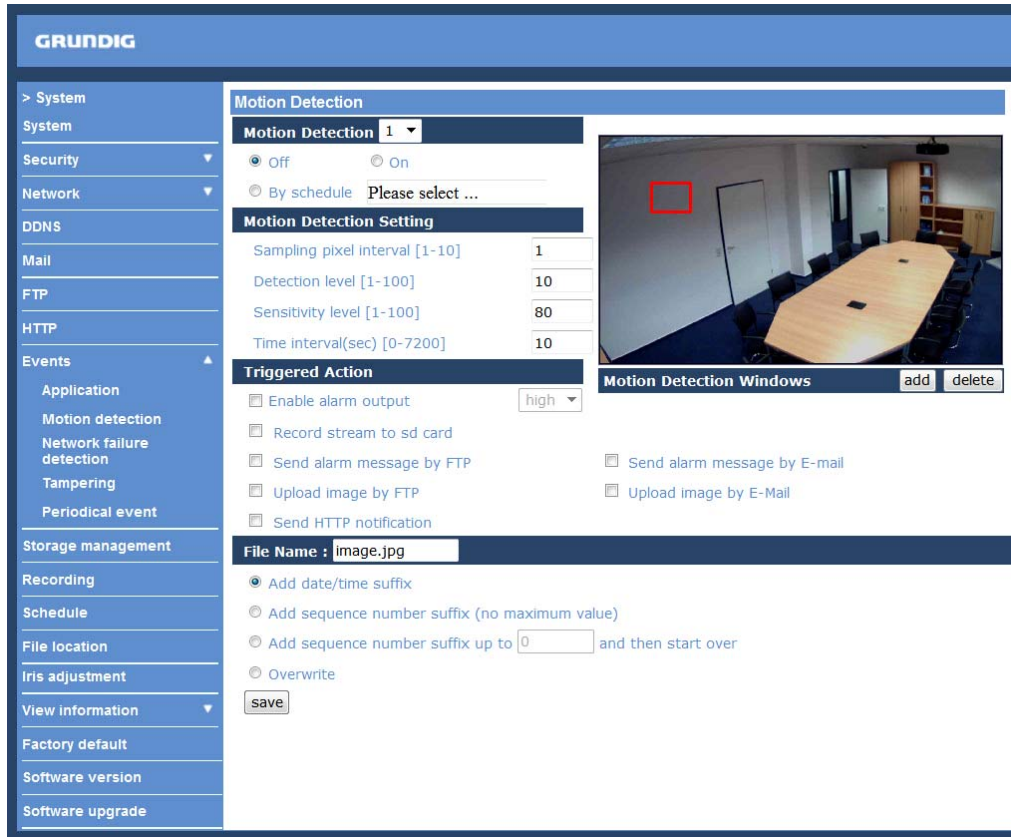 GRUNDIG
> System
System
Security
Network
DDNS
Mail
FTP
HTTP
Events
Application
Motion detection
Network failure
detection
Tampering
Periodical event
Storage management
Recording
Schedule
File location
Iris adjustment
View information
Factory default
Software version
Software upgrade
Motion Detection
Motion Detection 1
Off On
By schedule Please select ...
Motion Detection Setting
Sampling pixel interval [1-10] 1
Detection level [1-100] 10
Sensitivity level [1-100] 80
Time interval(sec) [0-7200] 10
Motion Detection Windows add delete
Triggered Action
Enable alarm output high
Record stream to sd card
Send alarm message by FTP Send alarm message by E-mail
Upload image by FTP Upload image by E-Mail
Send HTTP notification
File Name : image.jpg
Add date/time suffix
Add sequence number suffix (no maximum value)
Add sequence number suffix up to 0 and then start over
Overwrite
save